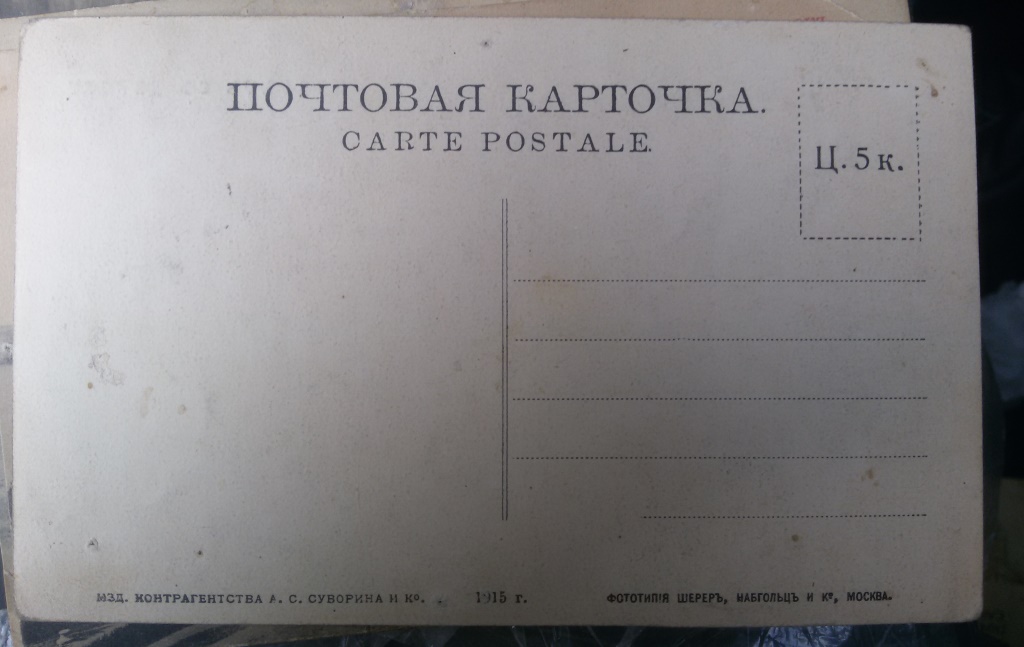 ПОЧТОВАЯ КАРТОЧКА.
CARTE POSTALE.
Ц. 5 к.
ИЗД. КОНТРАГЕНТСТВА А. С. СУВОРИНА И Ко. 1915 г.
ФОТОТИПІЯ ШЕРЕРЪ, НАБГОЛЬЦЪ И Ко, МОСКВА.